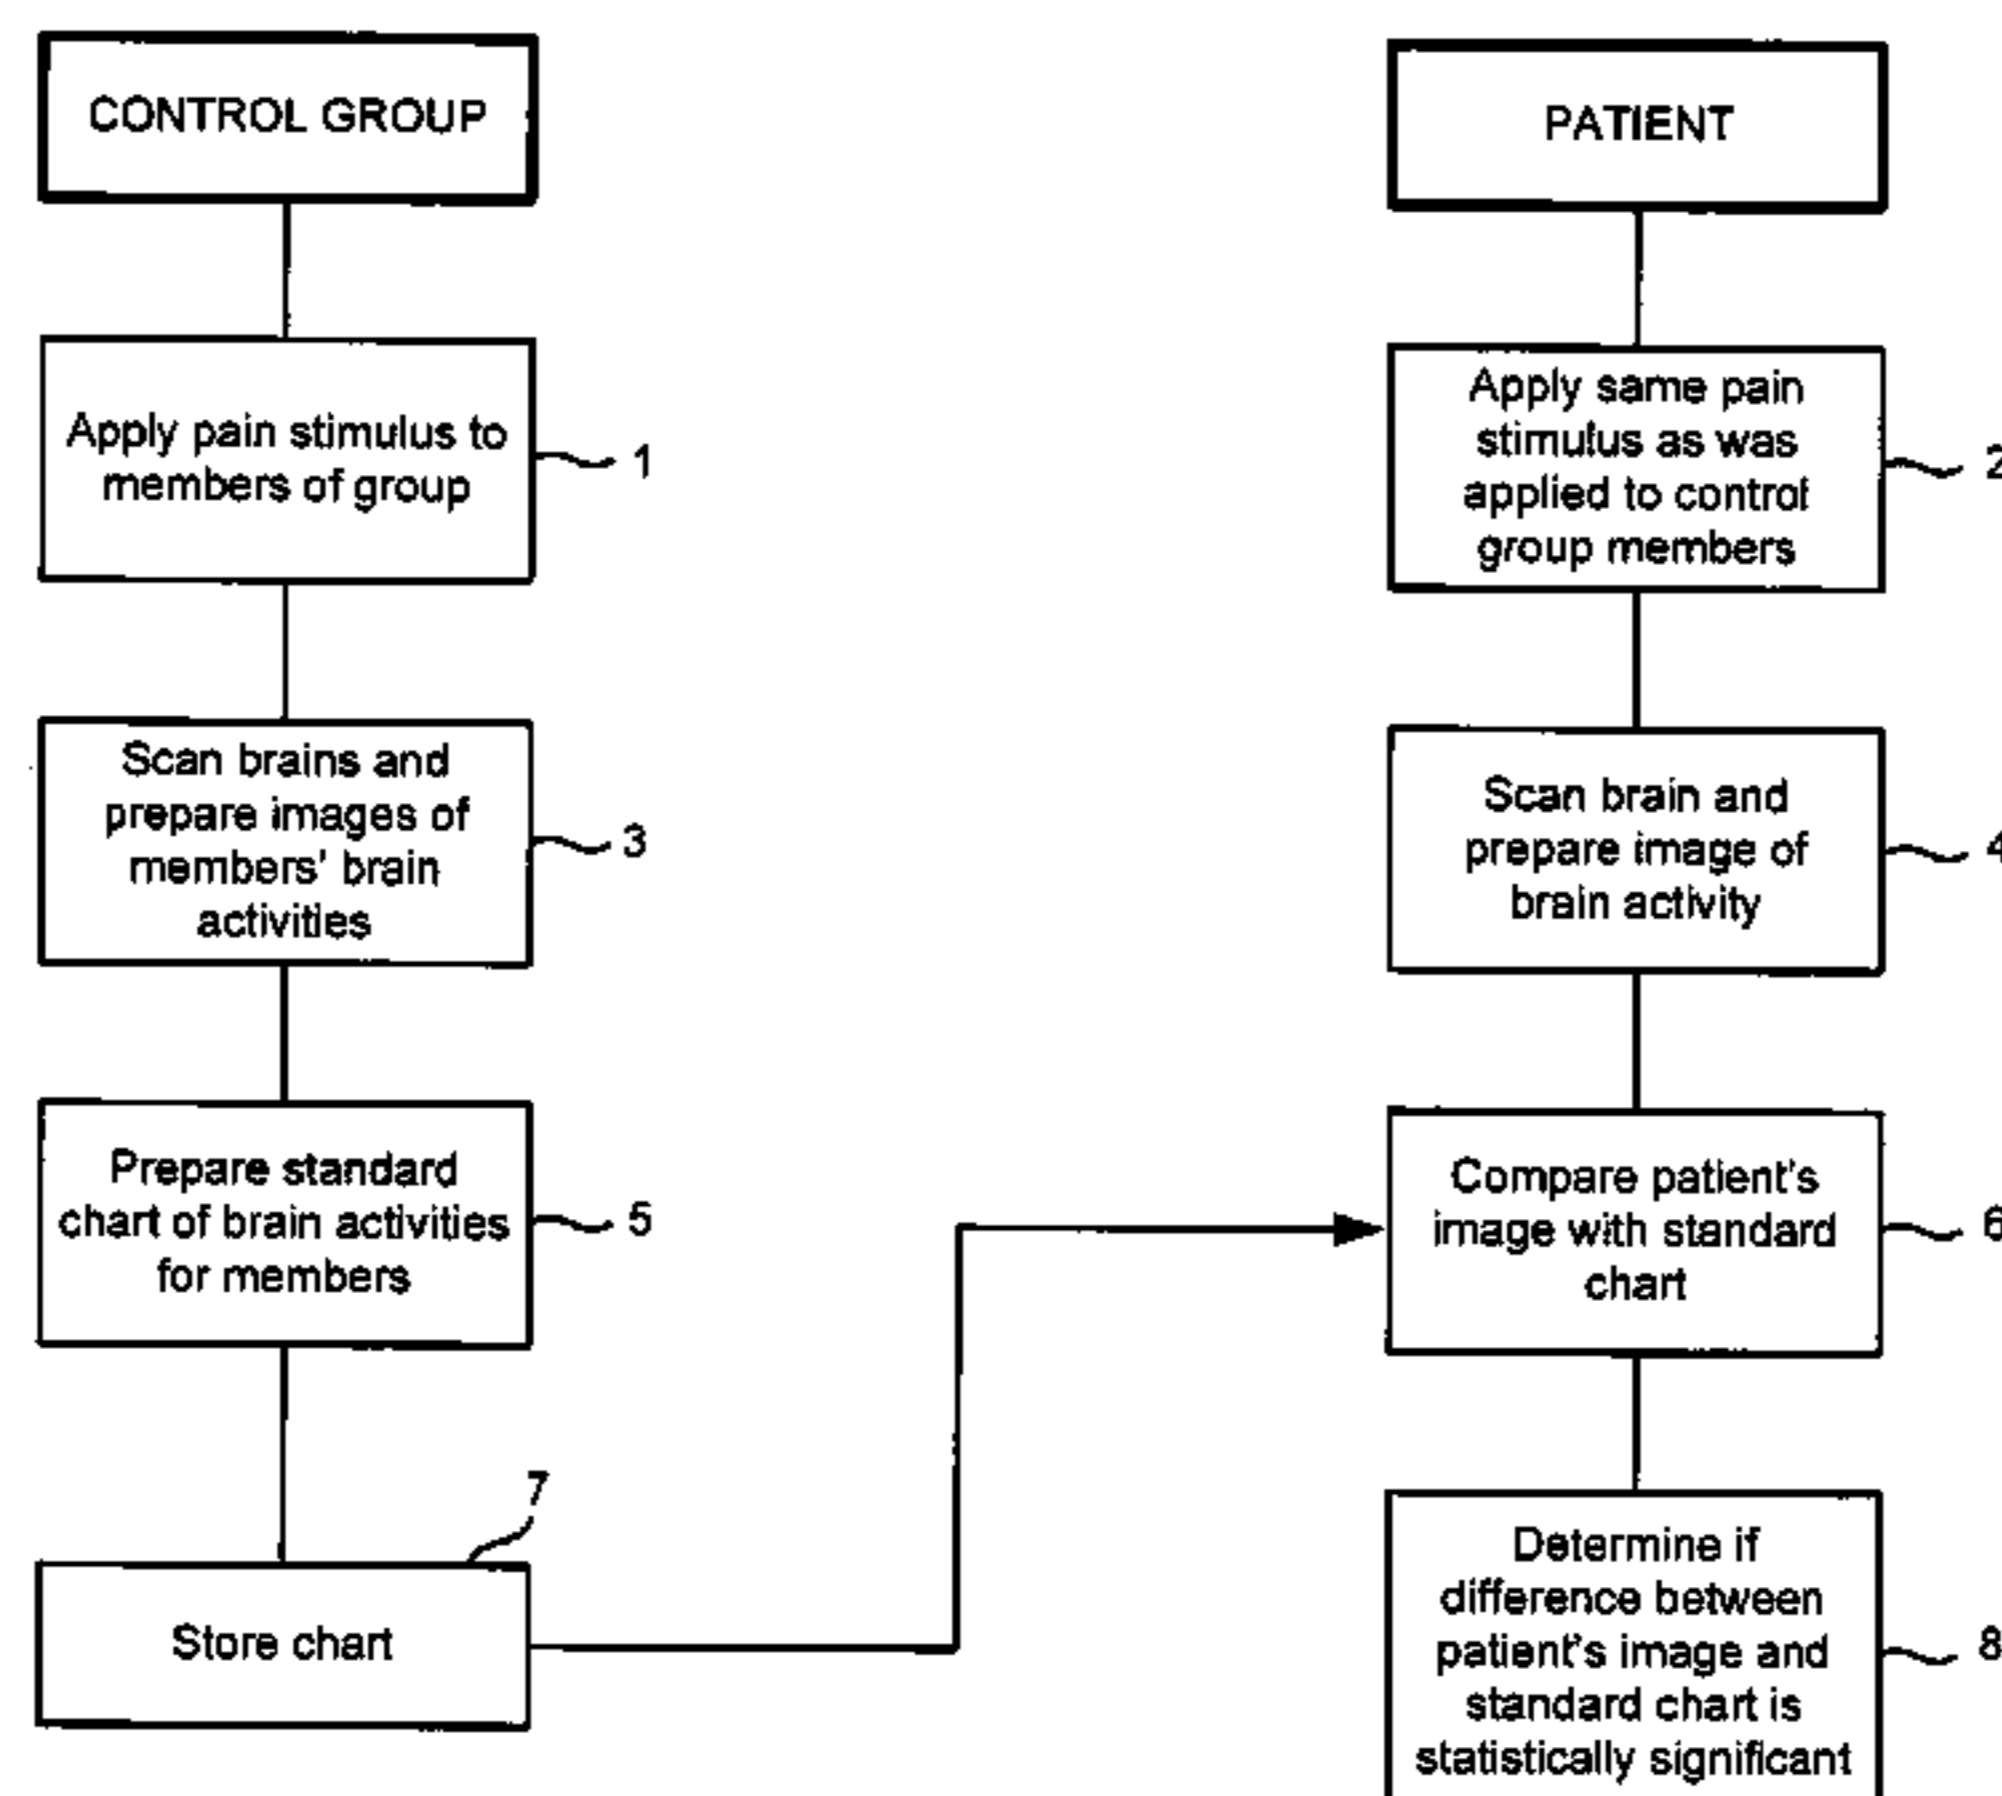 CONTROL GROUP
Apply pain stimulus to
members of group
1
Scan brains and
prepare images of
members' brain
activities
3
Prepare standard
chart of brain activities
for members
5
7
Store chart
PATIENT
Apply same pain
stimulus as was
applied to control
group members
2
Scan brain and
prepare image of
brain activity
4
Compare patient's
image with standard
chart
6
Determine if
difference between
patient's image and
standard chart is
statistically significant
8